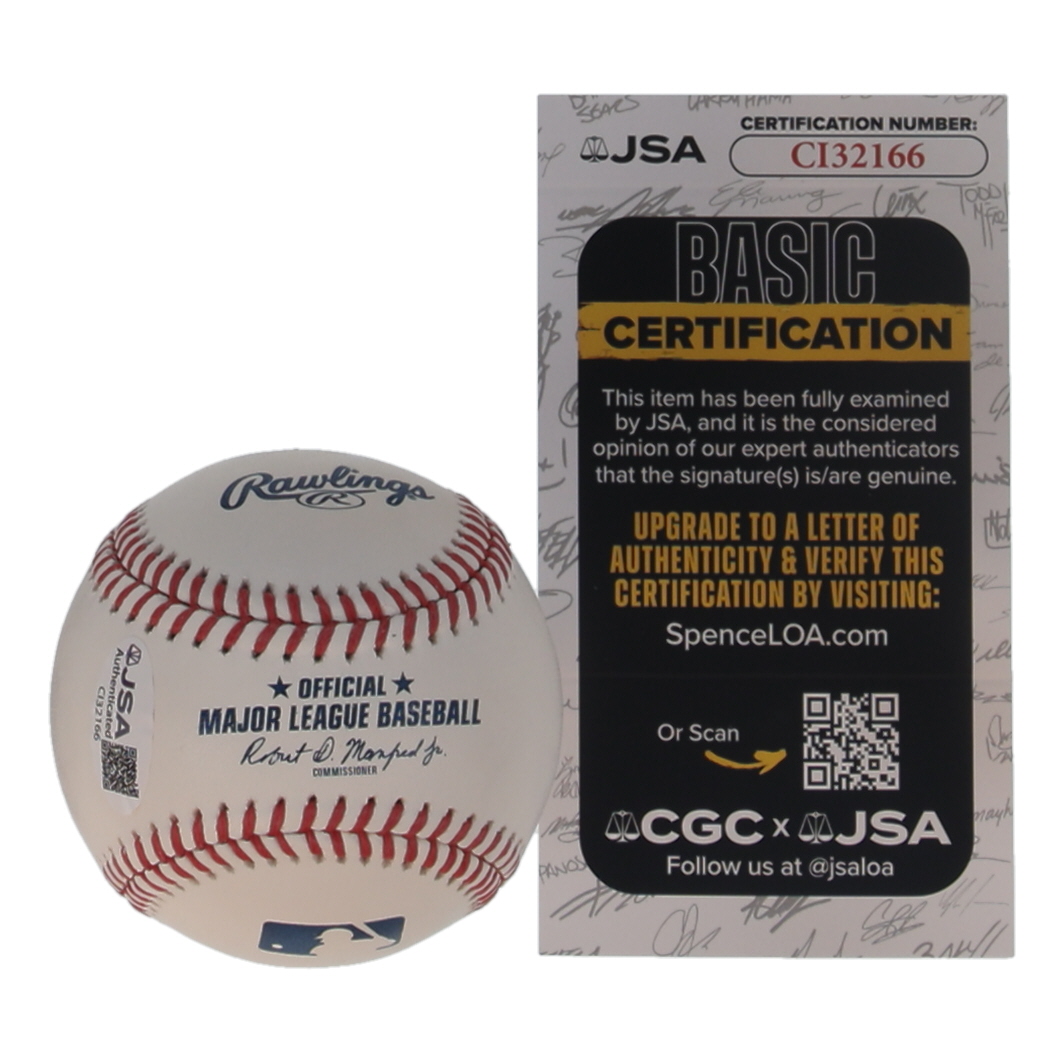 Rawlings
R
★ OFFICIAL ★
MAJOR LEAGUE BASEBALL
Robert D. Manfred Jr.
COMMISSIONER
JSA
Authenticated
CI32166
JSA
CERTIFICATION NUMBER:
CI32166
BASIC
CERTIFICATION
This item has been fully examined
by JSA, and it is the considered
opinion of our expert authenticators
that the signature(s) is/are genuine.
UPGRADE TO A LETTER OF
AUTHENTICITY & VERIFY THIS
CERTIFICATION BY VISITING:
SpenceLOA.com
Or Scan
CGC x JSA
Follow us at @jsaloa